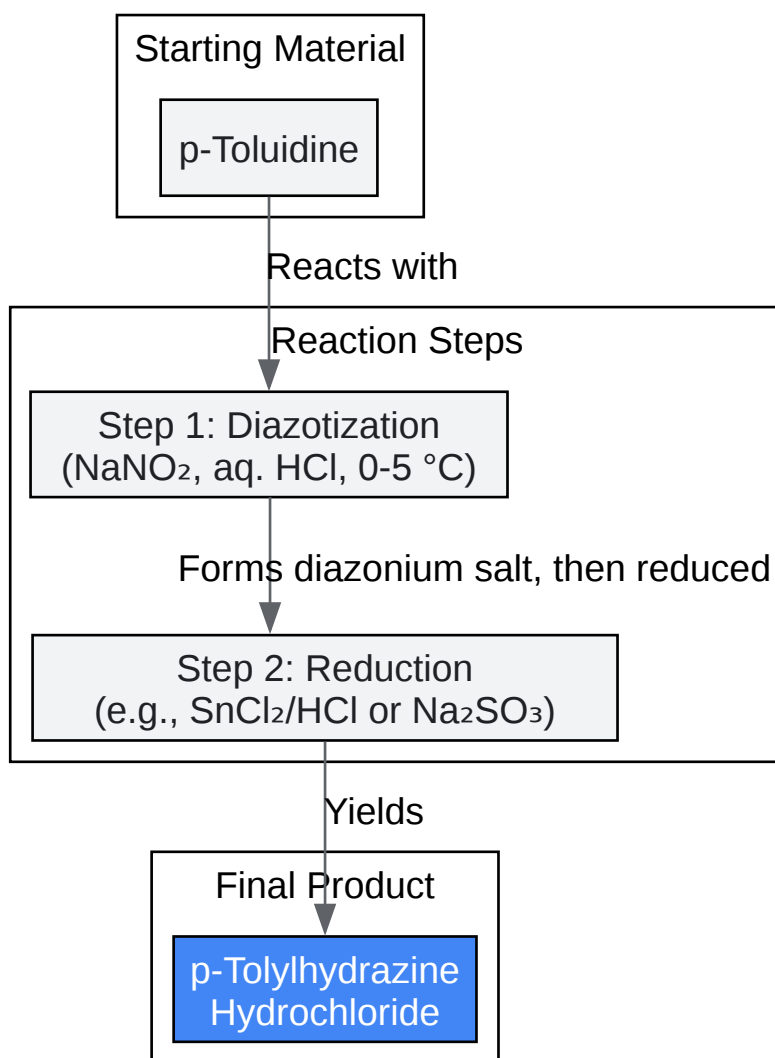 Starting Material
p-Toluidine
Reacts with
Reaction Steps
Step 1: Diazotization
(NaNO₂, aq. HCl, 0-5 °C)
Forms diazonium salt, then reduced
Step 2: Reduction
(e.g., SnCl₂/HCl or Na₂SO₃)
Yields
Final Product
p-Tolylhydrazine
Hydrochloride